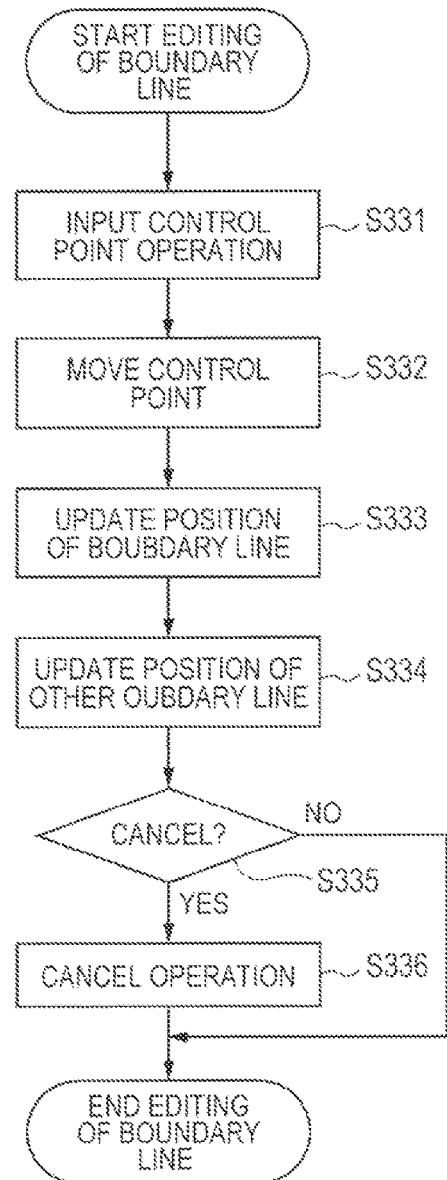 START EDITING
OF BOUNDARY
LINE
INPUT CONTROL
POINT OPERATION
S331
MOVE CONTROL
POINT
S332
UPDATE POSITION
OF BOUBDARY LINE
S333
UPDATE POSITION OF
OTHER OUBDARY LINE
S334
CANCEL?
NO
S335
YES
CANCEL OPERATION
S336
END EDITING
OF BOUNDARY
LINE